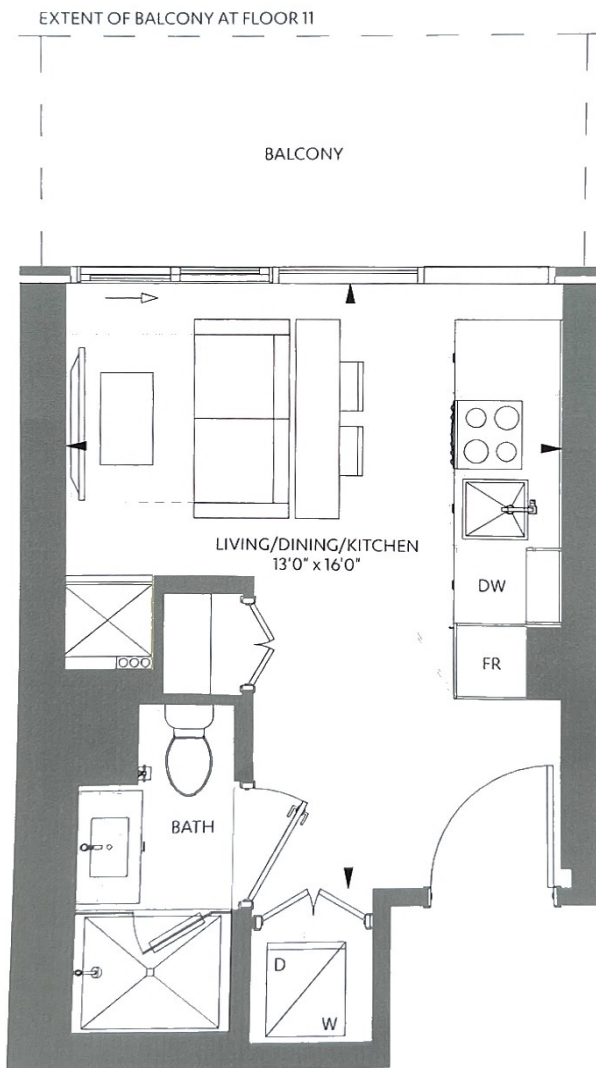 EXTENT OF BALCONY AT FLOOR 11
BALCONY
LIVING/DINING/KITCHEN
13'0" x 16'0"
DW
FR
BATH
D
W